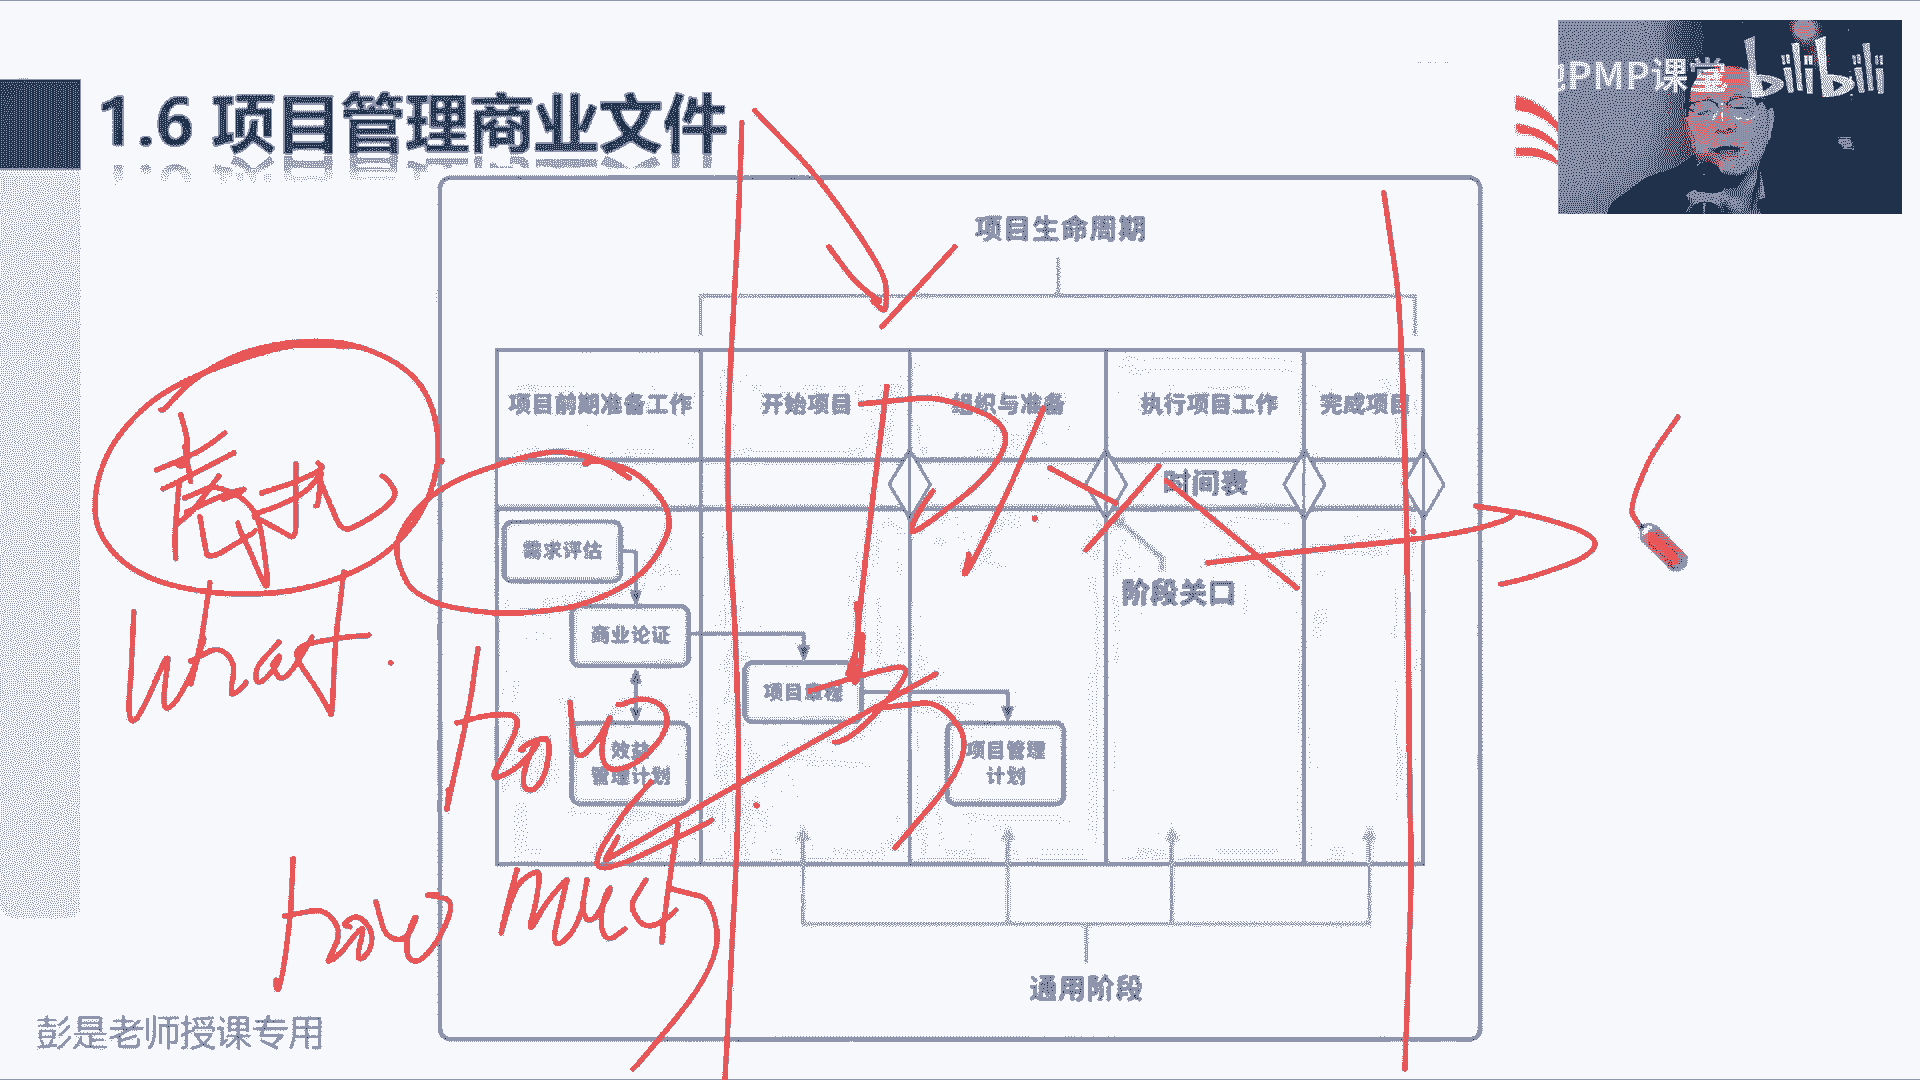 1.6 项目管理商业文件
PMP课堂 bilibili
项目生命周期
项目前期准备工作
开始项目
组织与准备
执行项目工作
完成项目
时间表
需求评估
阶段关口
商业论证
项目章程
效益
管理计划
项目管理
计划
what.
how
how much
通用阶段
彭是老师授课专用